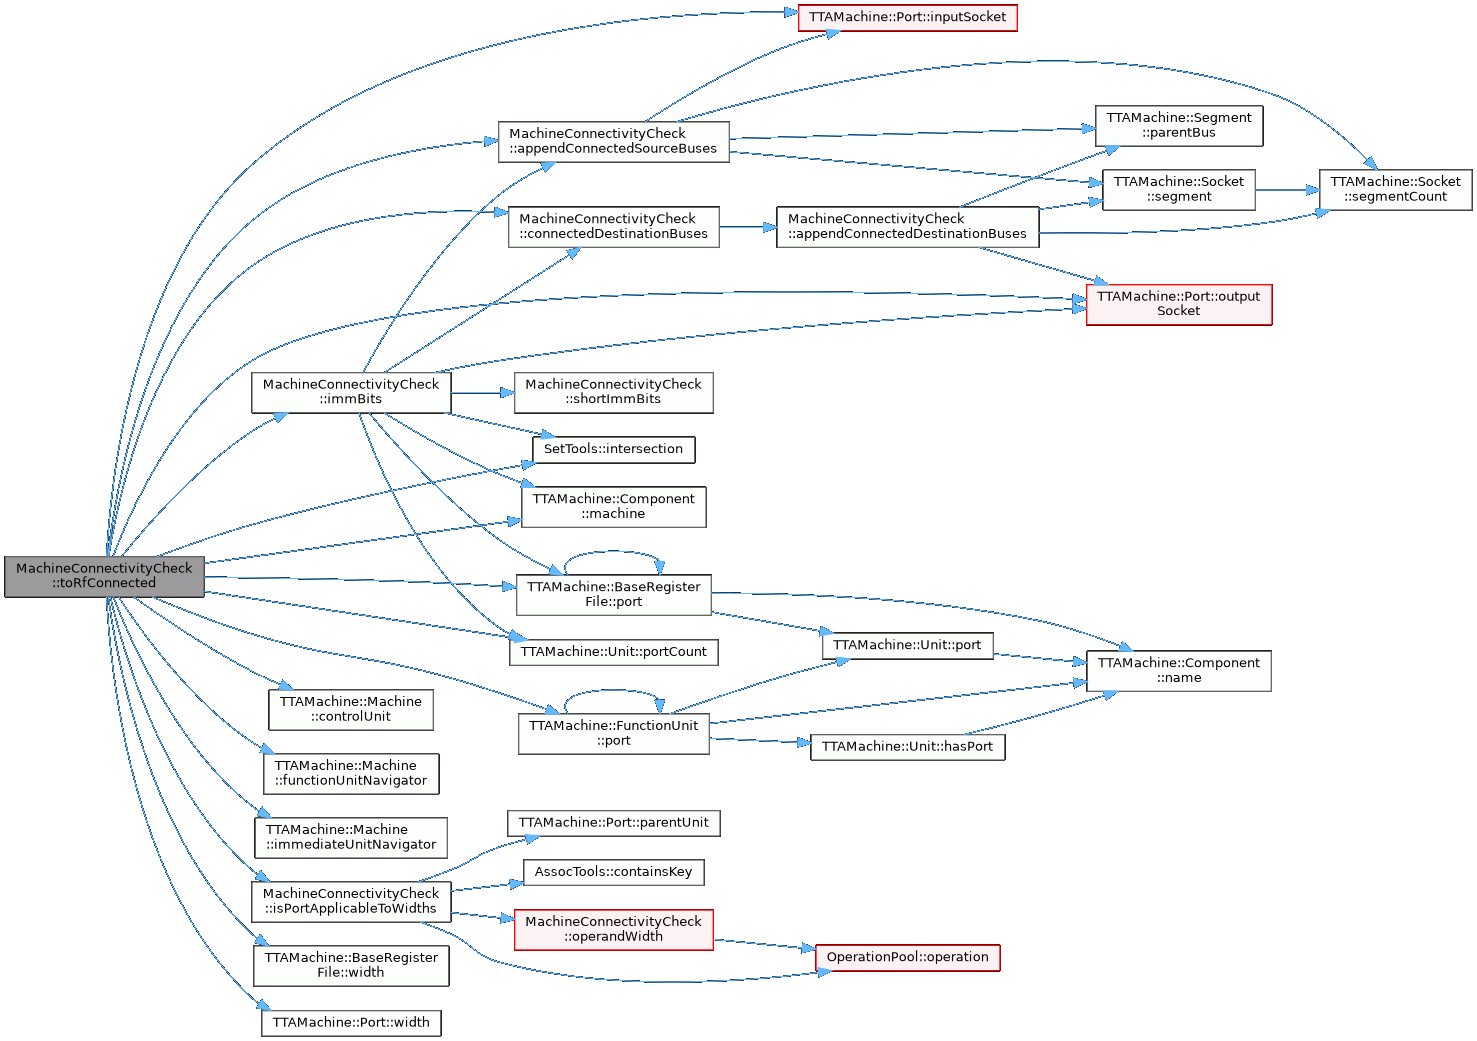 TTAMachine::Port::inputSocket
MachineConnectivityCheck
::appendConnectedSourceBuses
TTAMachine::Segment
::parentBus
TTAMachine::Socket
::segment
TTAMachine::Socket
::segmentCount
MachineConnectivityCheck
::connectedDestinationBuses
MachineConnectivityCheck
::appendConnectedDestinationBuses
TTAMachine::Port::output
Socket
MachineConnectivityCheck
::immBits
MachineConnectivityCheck
::shortImmBits
SetTools::intersection
TTAMachine::Component
::machine
MachineConnectivityCheck
::toRfConnected
TTAMachine::BaseRegister
File::port
TTAMachine::Unit::portCount
TTAMachine::Unit::port
TTAMachine::Component
::name
TTAMachine::Machine
::controlUnit
TTAMachine::FunctionUnit
::port
TTAMachine::Unit::hasPort
TTAMachine::Machine
::functionUnitNavigator
TTAMachine::Machine
::immediateUnitNavigator
TTAMachine::Port::parentUnit
AssocTools::containsKey
MachineConnectivityCheck
::isPortApplicableToWidths
MachineConnectivityCheck
::operandWidth
OperationPool::operation
TTAMachine::BaseRegister
File::width
TTAMachine::Port::width